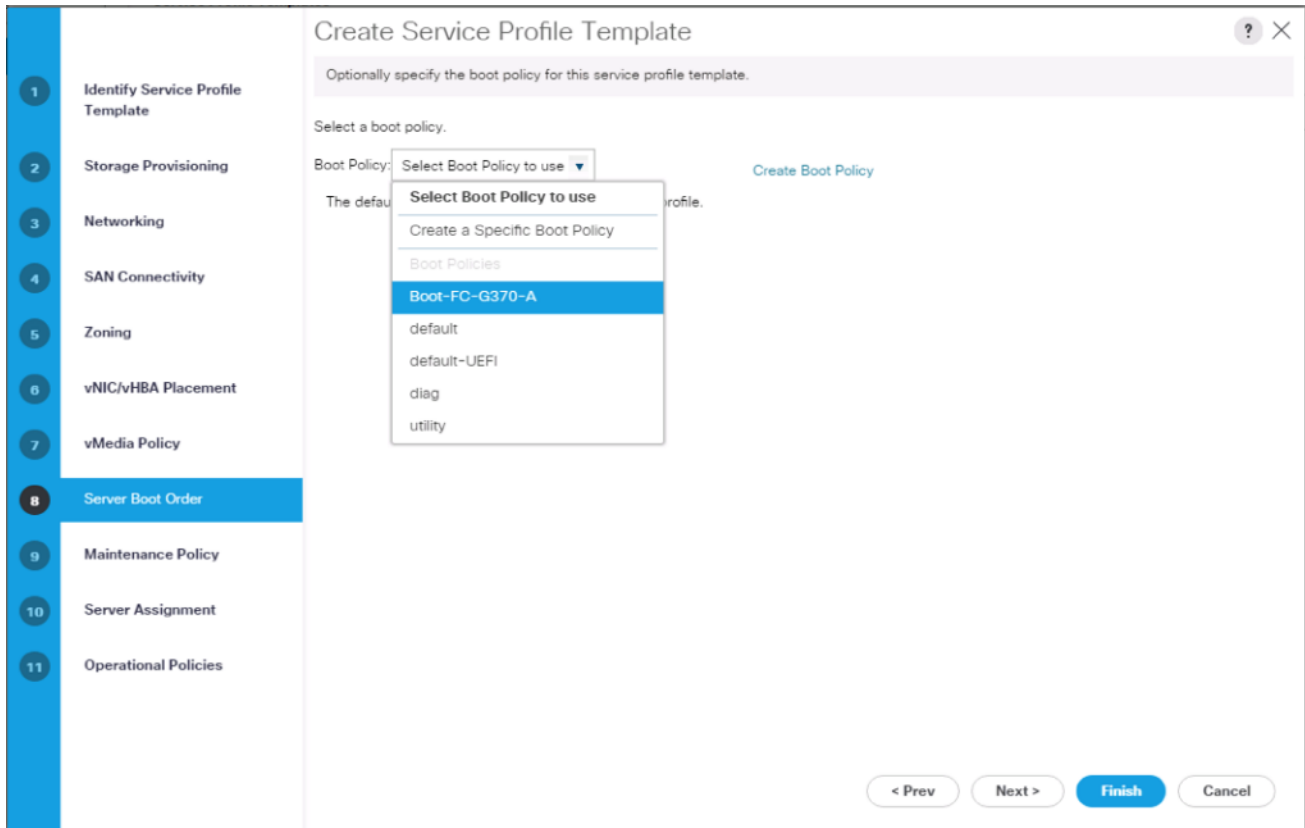 Create Service Profile Template
?
Optionally specify the boot policy for this service profile template.
1
Identify Service Profile
Template
2
Storage Provisioning
3
Networking
4
SAN Connectivity
5
Zoning
6
vNIC/vHBA Placement
7
vMedia Policy
8
Server Boot Order
9
Maintenance Policy
10
Server Assignment
11
Operational Policies
Select a boot policy.
Boot Policy: Select Boot Policy to use
Create Boot Policy
The defau
rofile.
Select Boot Policy to use
Create a Specific Boot Policy
Boot Policies
Boot-FC-G370-A
default
default-UEFI
diag
utility
< Prev
Next >
Finish
Cancel